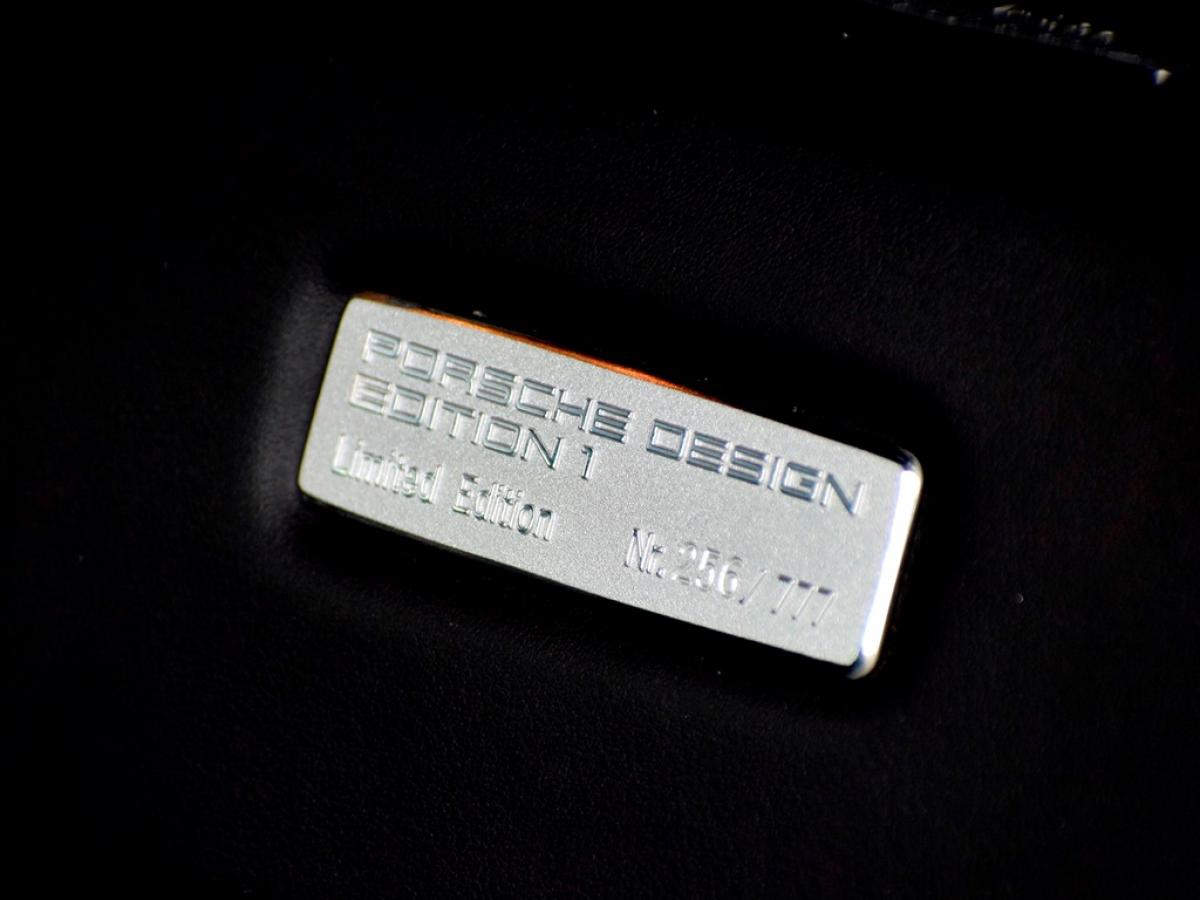 PORSCHE DESIGN
EDITION 1
Limited Edition Nr. 256/777